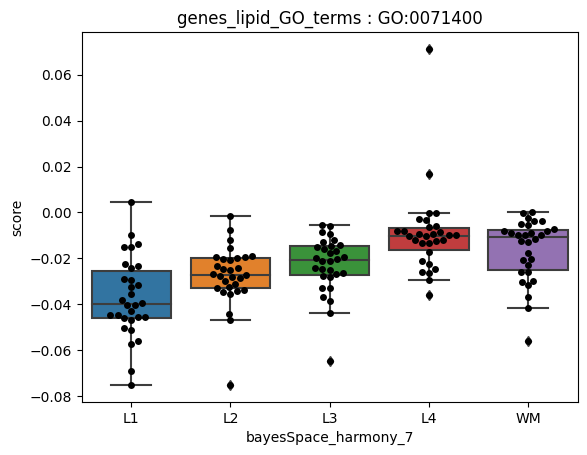 genes_lipid_GO_terms : GO:0071400
score
0.06
0.04
0.02
0.00
−0.02
−0.04
−0.06
−0.08
L1 L2 L3 L4 WM
bayesSpace_harmony_7